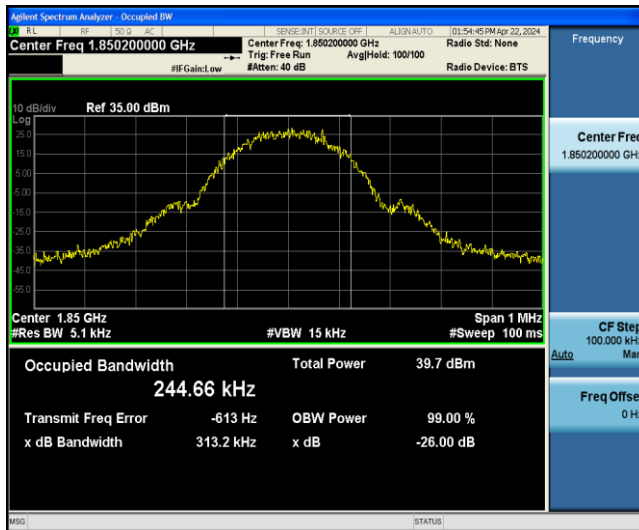 Agilent Spectrum Analyzer - Occupied BW
RL RF 50 Ω AC SENSE:INT SOURCE OFF ALIGN AUTO 01:54:45 PM Apr 22, 2024
Center Freq 1.850200000 GHz
Center Freq: 1.850200000 GHz
Radio Std: None
Trig: Free Run Avg|Hold: 100/100
#IFGain:Low #Atten: 40 dB Radio Device: BTS
10 dB/div Ref 35.00 dBm
Log
25.0
15.0
5.00
-5.00
-15.0
-25.0
-35.0
-45.0
-55.0
Center 1.85 GHz Span 1 MHz
#Res BW 5.1 kHz #VBW 15 kHz #Sweep 100 ms
Occupied Bandwidth Total Power 39.7 dBm
244.66 kHz
Transmit Freq Error -613 Hz OBW Power 99.00 %
x dB Bandwidth 313.2 kHz x dB -26.00 dB
MSG STATUS
Frequency
Center Freq
1.850200000 GHz
CF Step
100.000 kHz
Auto Man
Freq Offset
0 Hz